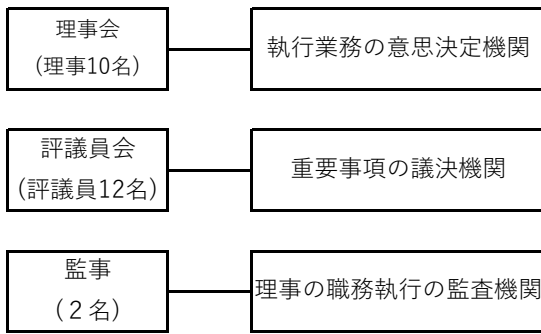 理事会
(理事10名)
執行業務の意思決定機関
評議員会
(評議員12名)
重要事項の議決機関
監事
(２名)
理事の職務執行の監査機関